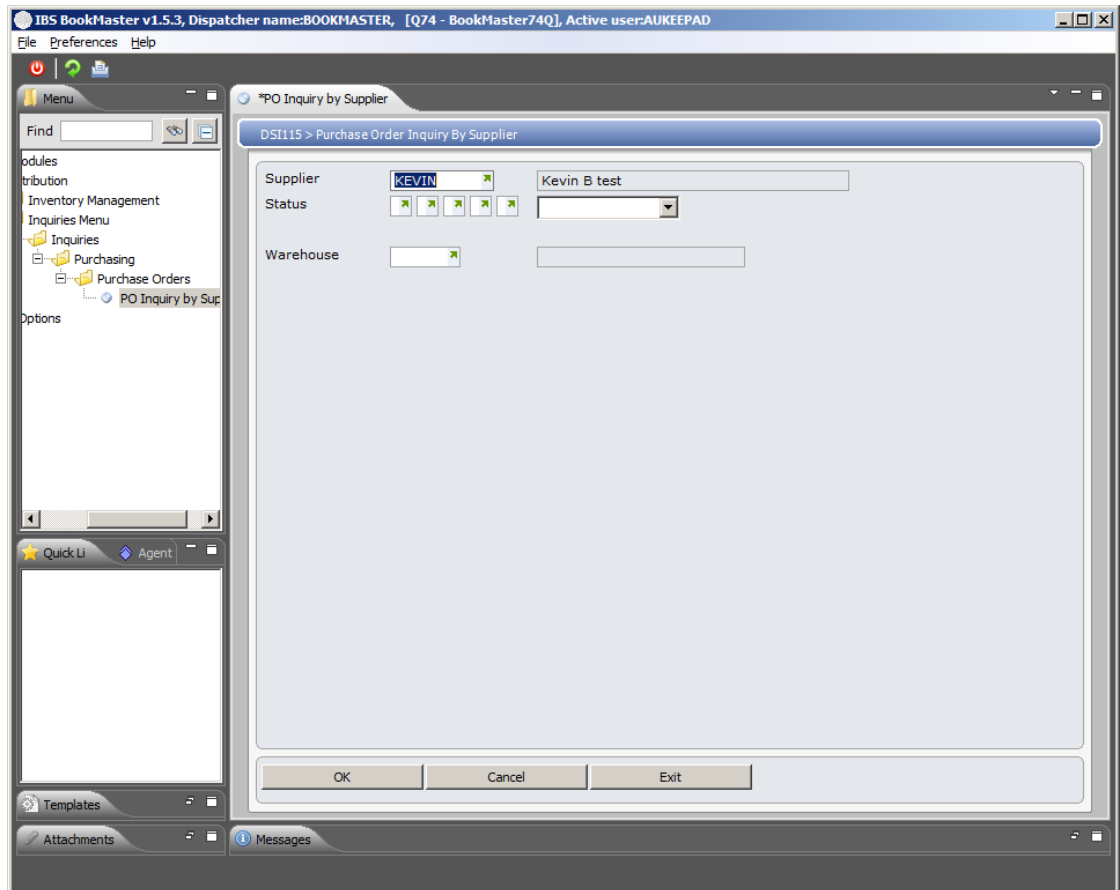 IBS BookMaster v1.5.3, Dispatcher name:BOOKMASTER, [Q74 - BookMaster74Q], Active user:AUKEEPAD
File Preferences Help
Menu
*PO Inquiry by Supplier
Find
DSI115 > Purchase Order Inquiry By Supplier
odules
tribution
Inventory Management
Inquiries Menu
Inquiries
Purchasing
Purchase Orders
PO Inquiry by Sup
Options
Supplier KEVIN Kevin B test
Status
Warehouse
Quick Li Agent
OK Cancel Exit
Templates
Attachments
Messages